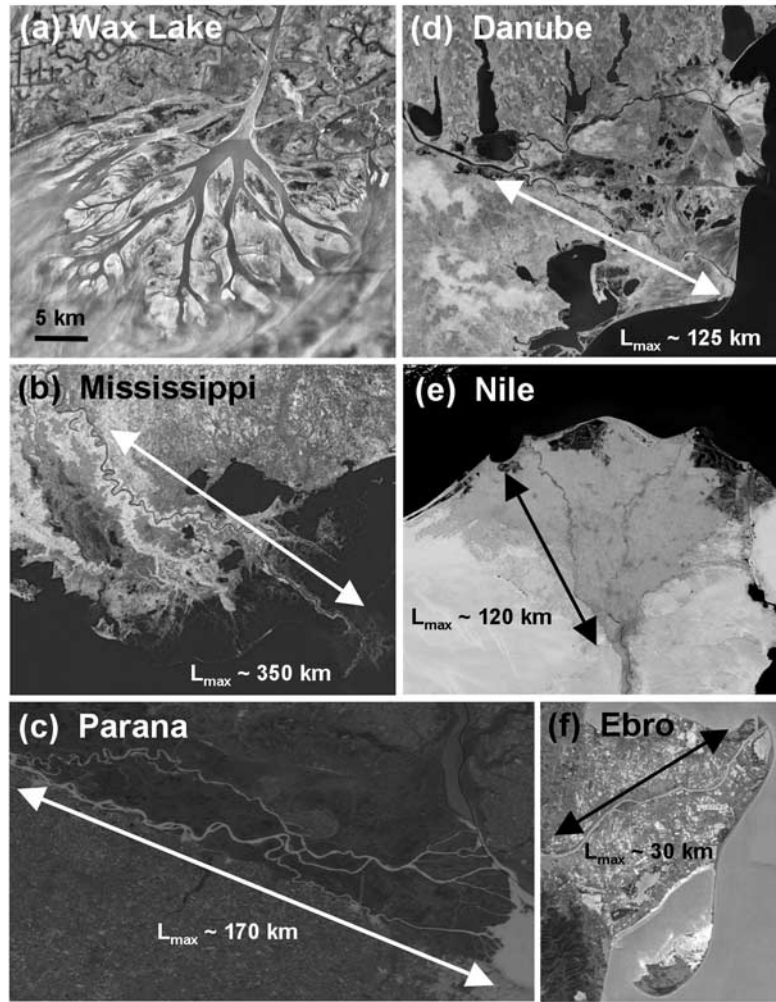 (a) Wax Lake
5 km
(b) Mississippi
Lmax ~ 350 km
(c) Parana
Lmax ~ 170 km
(d) Danube
Lmax ~ 125 km
(e) Nile
Lmax ~ 120 km
(f) Ebro
Lmax ~ 30 km